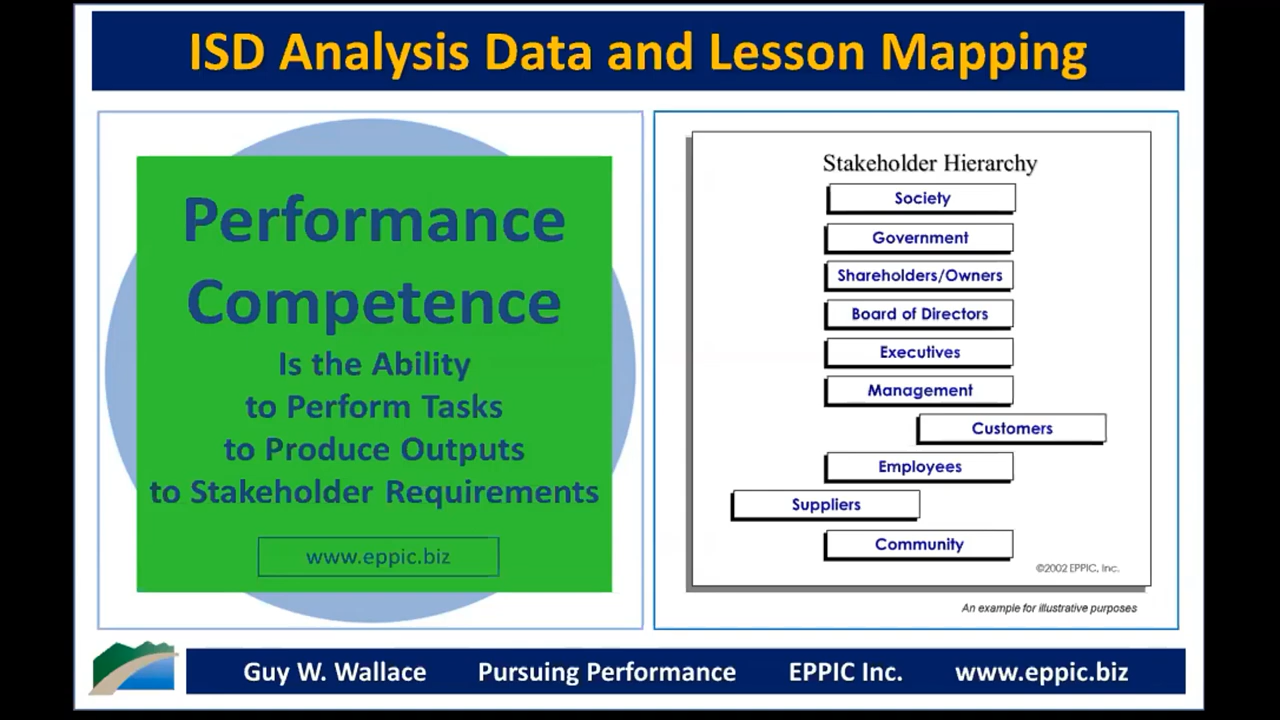 ISD Analysis Data and Lesson Mapping
Performance
Competence
Is the Ability
to Perform Tasks
to Produce Outputs
to Stakeholder Requirements
www.eppic.biz
Stakeholder Hierarchy
Society
Government
Shareholders/Owners
Board of Directors
Executives
Management
Customers
Employees
Suppliers
Community
©2002 EPPIC, Inc.
An example for illustrative purposes
Guy W. Wallace Pursuing Performance EPPIC Inc. www.eppic.biz